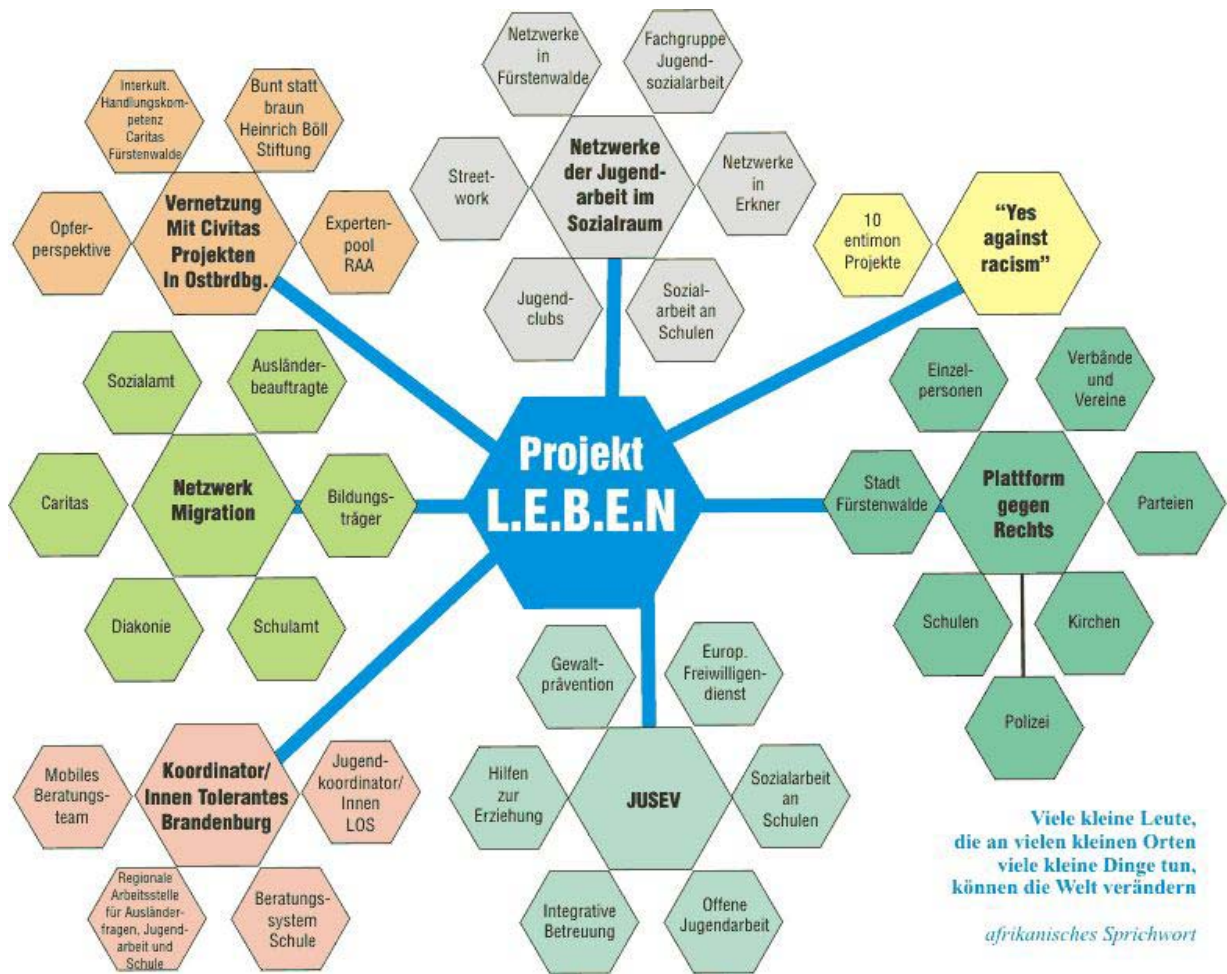 Netzwerke
in
Fürstenwalde
Fachgruppe
Jugend-
sozialarbeit
Street-
work
Netzwerke
der Jugend-
arbeit im
Sozialraum
Netzwerke
in
Erkner
Jugend-
clubs
Sozial-
arbeit an
Schulen
Interkult.
Handlungskom-
petenz
Caritas
Fürstenwalde
Bunt statt
braun
Heinrich Böll
Stiftung
Opfer-
perspektive
Vernetzung
Mit Civitas
Projekten
In Ostbrdbg.
Experten-
pool
RAA
10
entimon
Projekte
"Yes
against
racism"
Sozialamt
Ausländer-
beauftragte
Caritas
Netzwerk
Migration
Bildungs-
träger
Diakonie
Schulamt
Projekt
L.E.B.E.N
Einzel-
personen
Verbände
und
Vereine
Stadt
Fürstenwalde
Plattform
gegen
Rechts
Parteien
Schulen
Kirchen
Polizei
Mobiles
Beratungs-
team
Koordinator/
Innen Tolerantes
Brandenburg
Jugend-
koordinator/
Innen
LOS
Regionale
Arbeitsstelle
für Ausländer-
fragen, Jugend-
arbeit und
Schule
Beratungs-
system
Schule
Gewalt-
prävention
Europ.
Freiwilligen-
dienst
Hilfen
zur
Erziehung
JUSEV
Sozialarbeit
an
Schulen
Integrative
Betreuung
Offene
Jugendarbeit
Viele kleine Leute,
die an vielen kleinen Orten
viele kleine Dinge tun,
können die Welt verändern
afrikanisches Sprichwort